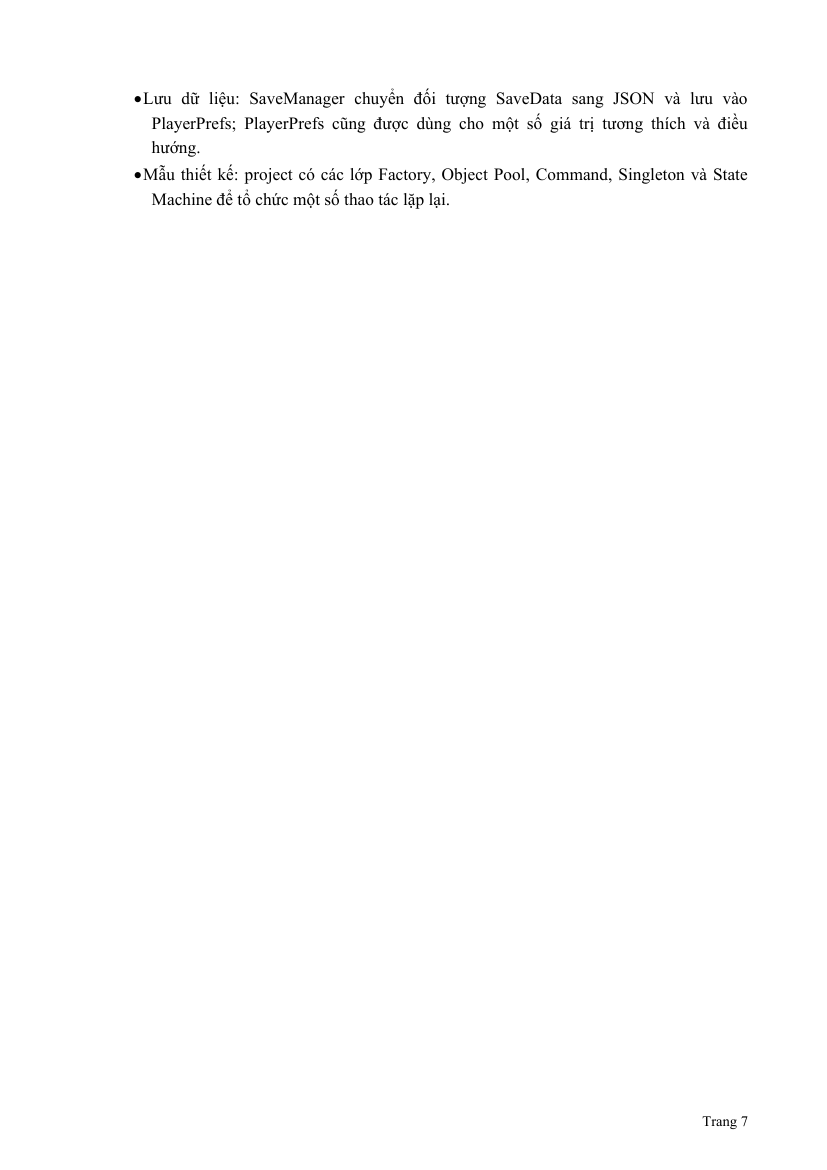 •Lưu dữ liệu: SaveManager chuyển đối tượng SaveData sang JSON và lưu vào
PlayerPrefs; PlayerPrefs cũng được dùng cho một số giá trị tương thích và điều
hướng.
•Mẫu thiết kế: project có các lớp Factory, Object Pool, Command, Singleton và State
Machine để tổ chức một số thao tác lặp lại.
Trang 7